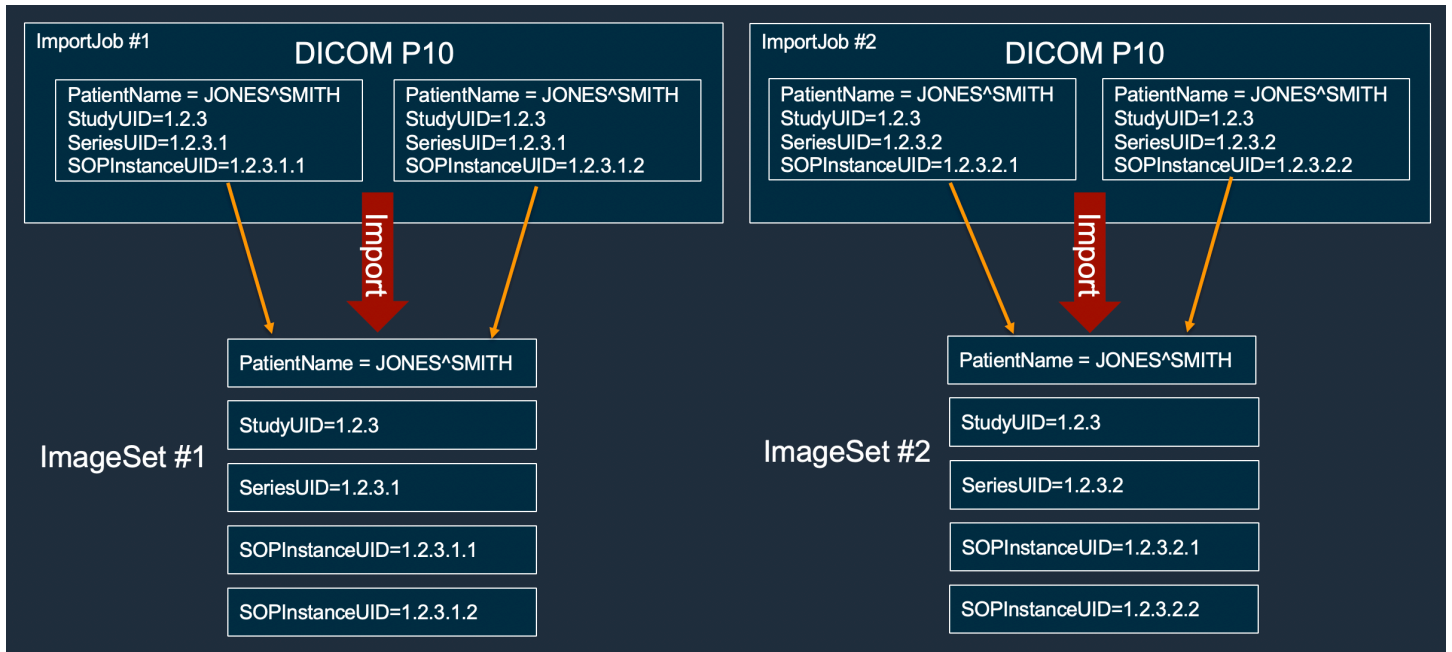 ImportJob #1
DICOM P10
PatientName = JONES^SMITH
StudyUID=1.2.3
SeriesUID=1.2.3.1
SOPInstanceUID=1.2.3.1.1
PatientName = JONES^SMITH
StudyUID=1.2.3
SeriesUID=1.2.3.1
SOPInstanceUID=1.2.3.1.2
Import
ImageSet #1
PatientName = JONES^SMITH
StudyUID=1.2.3
SeriesUID=1.2.3.1
SOPInstanceUID=1.2.3.1.1
SOPInstanceUID=1.2.3.1.2
ImportJob #2
DICOM P10
PatientName = JONES^SMITH
StudyUID=1.2.3
SeriesUID=1.2.3.2
SOPInstanceUID=1.2.3.2.1
PatientName = JONES^SMITH
StudyUID=1.2.3
SeriesUID=1.2.3.2
SOPInstanceUID=1.2.3.2.2
Import
ImageSet #2
PatientName = JONES^SMITH
StudyUID=1.2.3
SeriesUID=1.2.3.2
SOPInstanceUID=1.2.3.2.1
SOPInstanceUID=1.2.3.2.2